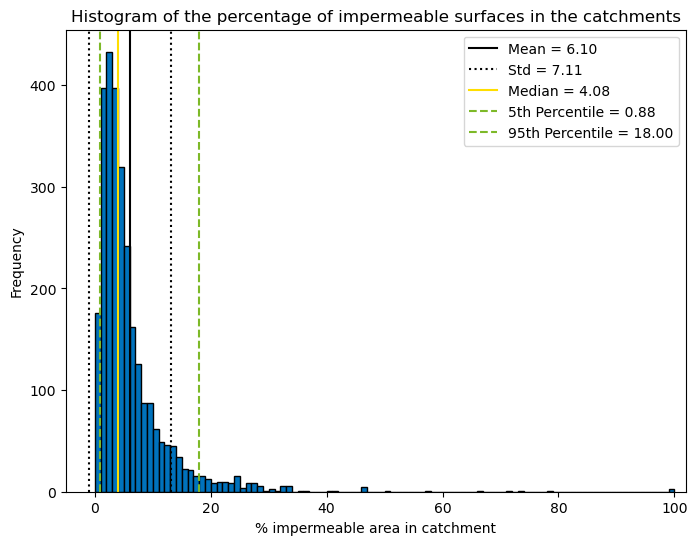 Histogram of the percentage of impermeable surfaces in the catchments
Mean = 6.10
Std = 7.11
Median = 4.08
5th Percentile = 0.88
95th Percentile = 18.00
Frequency
400
300
200
100
0
0 20 40 60 80 100
% impermeable area in catchment